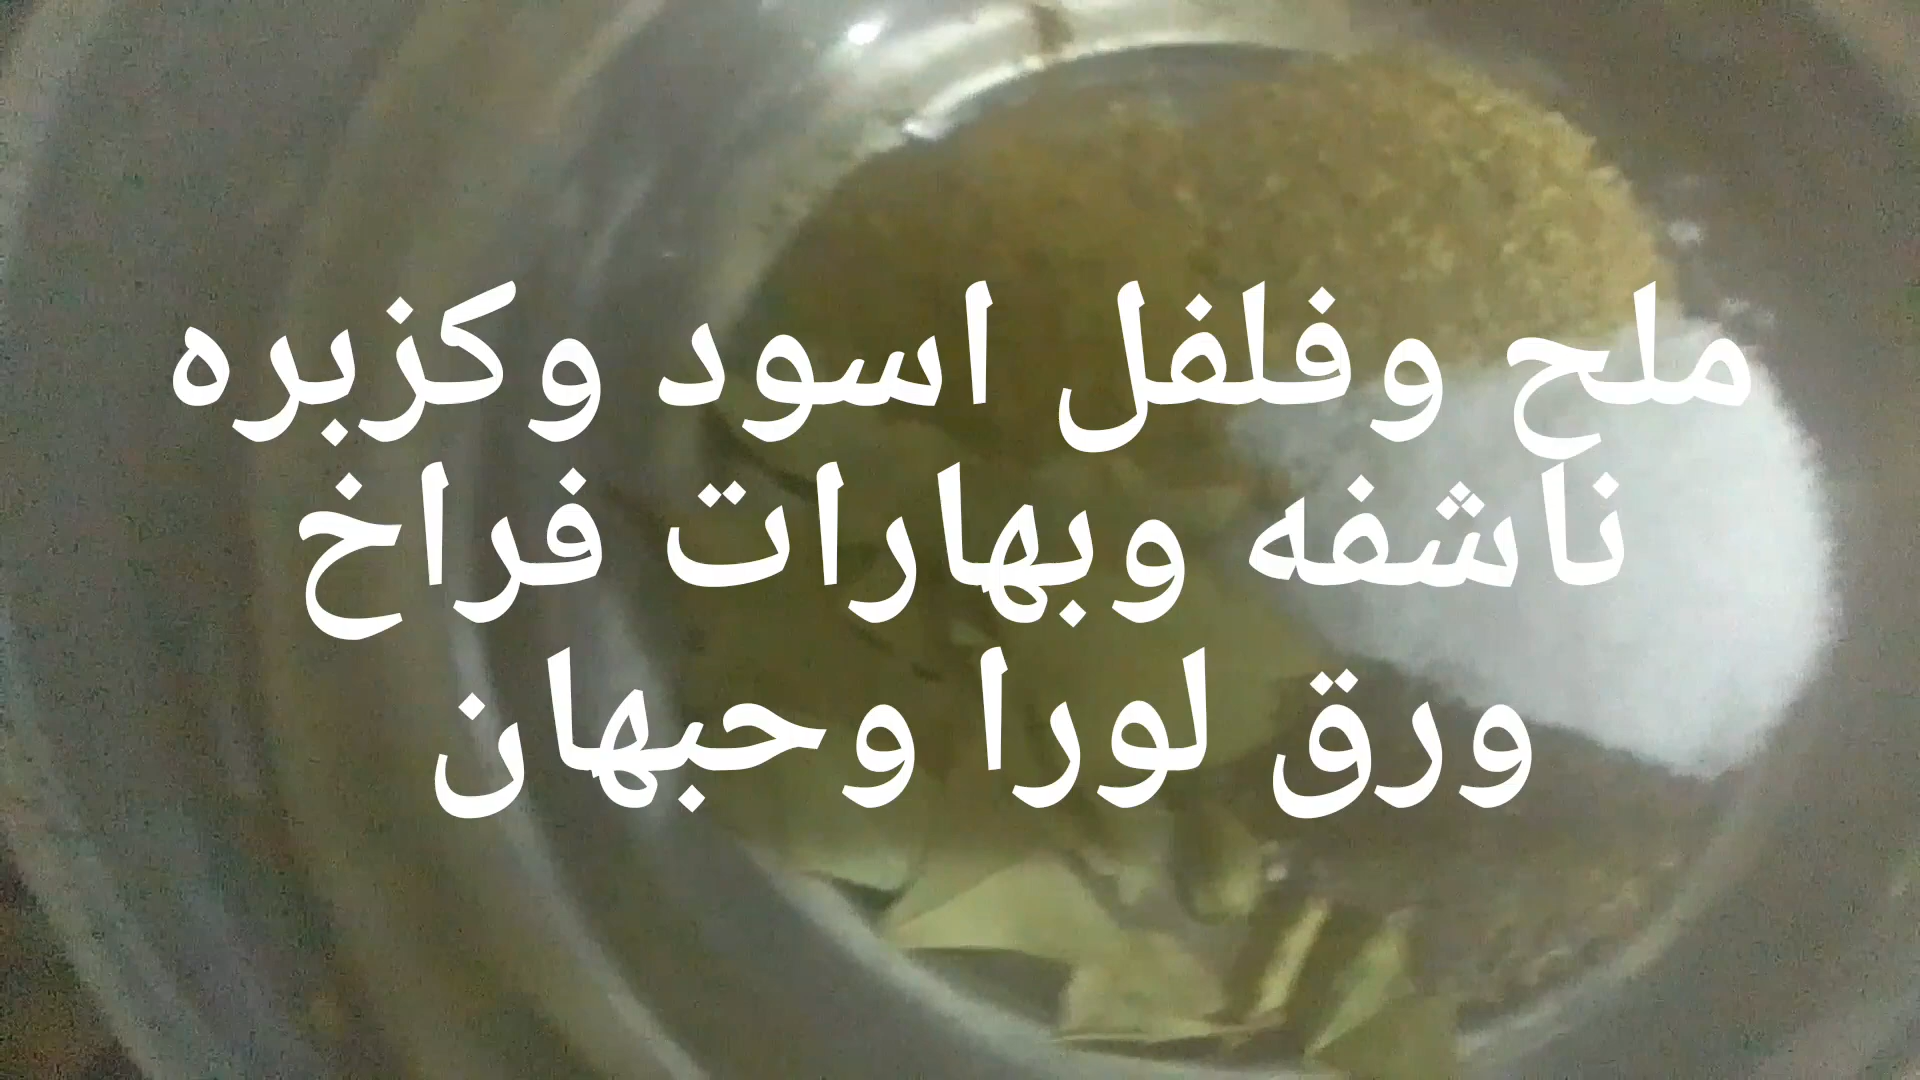 ملح وفلفل اسود وكزبره
ناشفه وبهارات فراخ
ورق لورا وحبهان